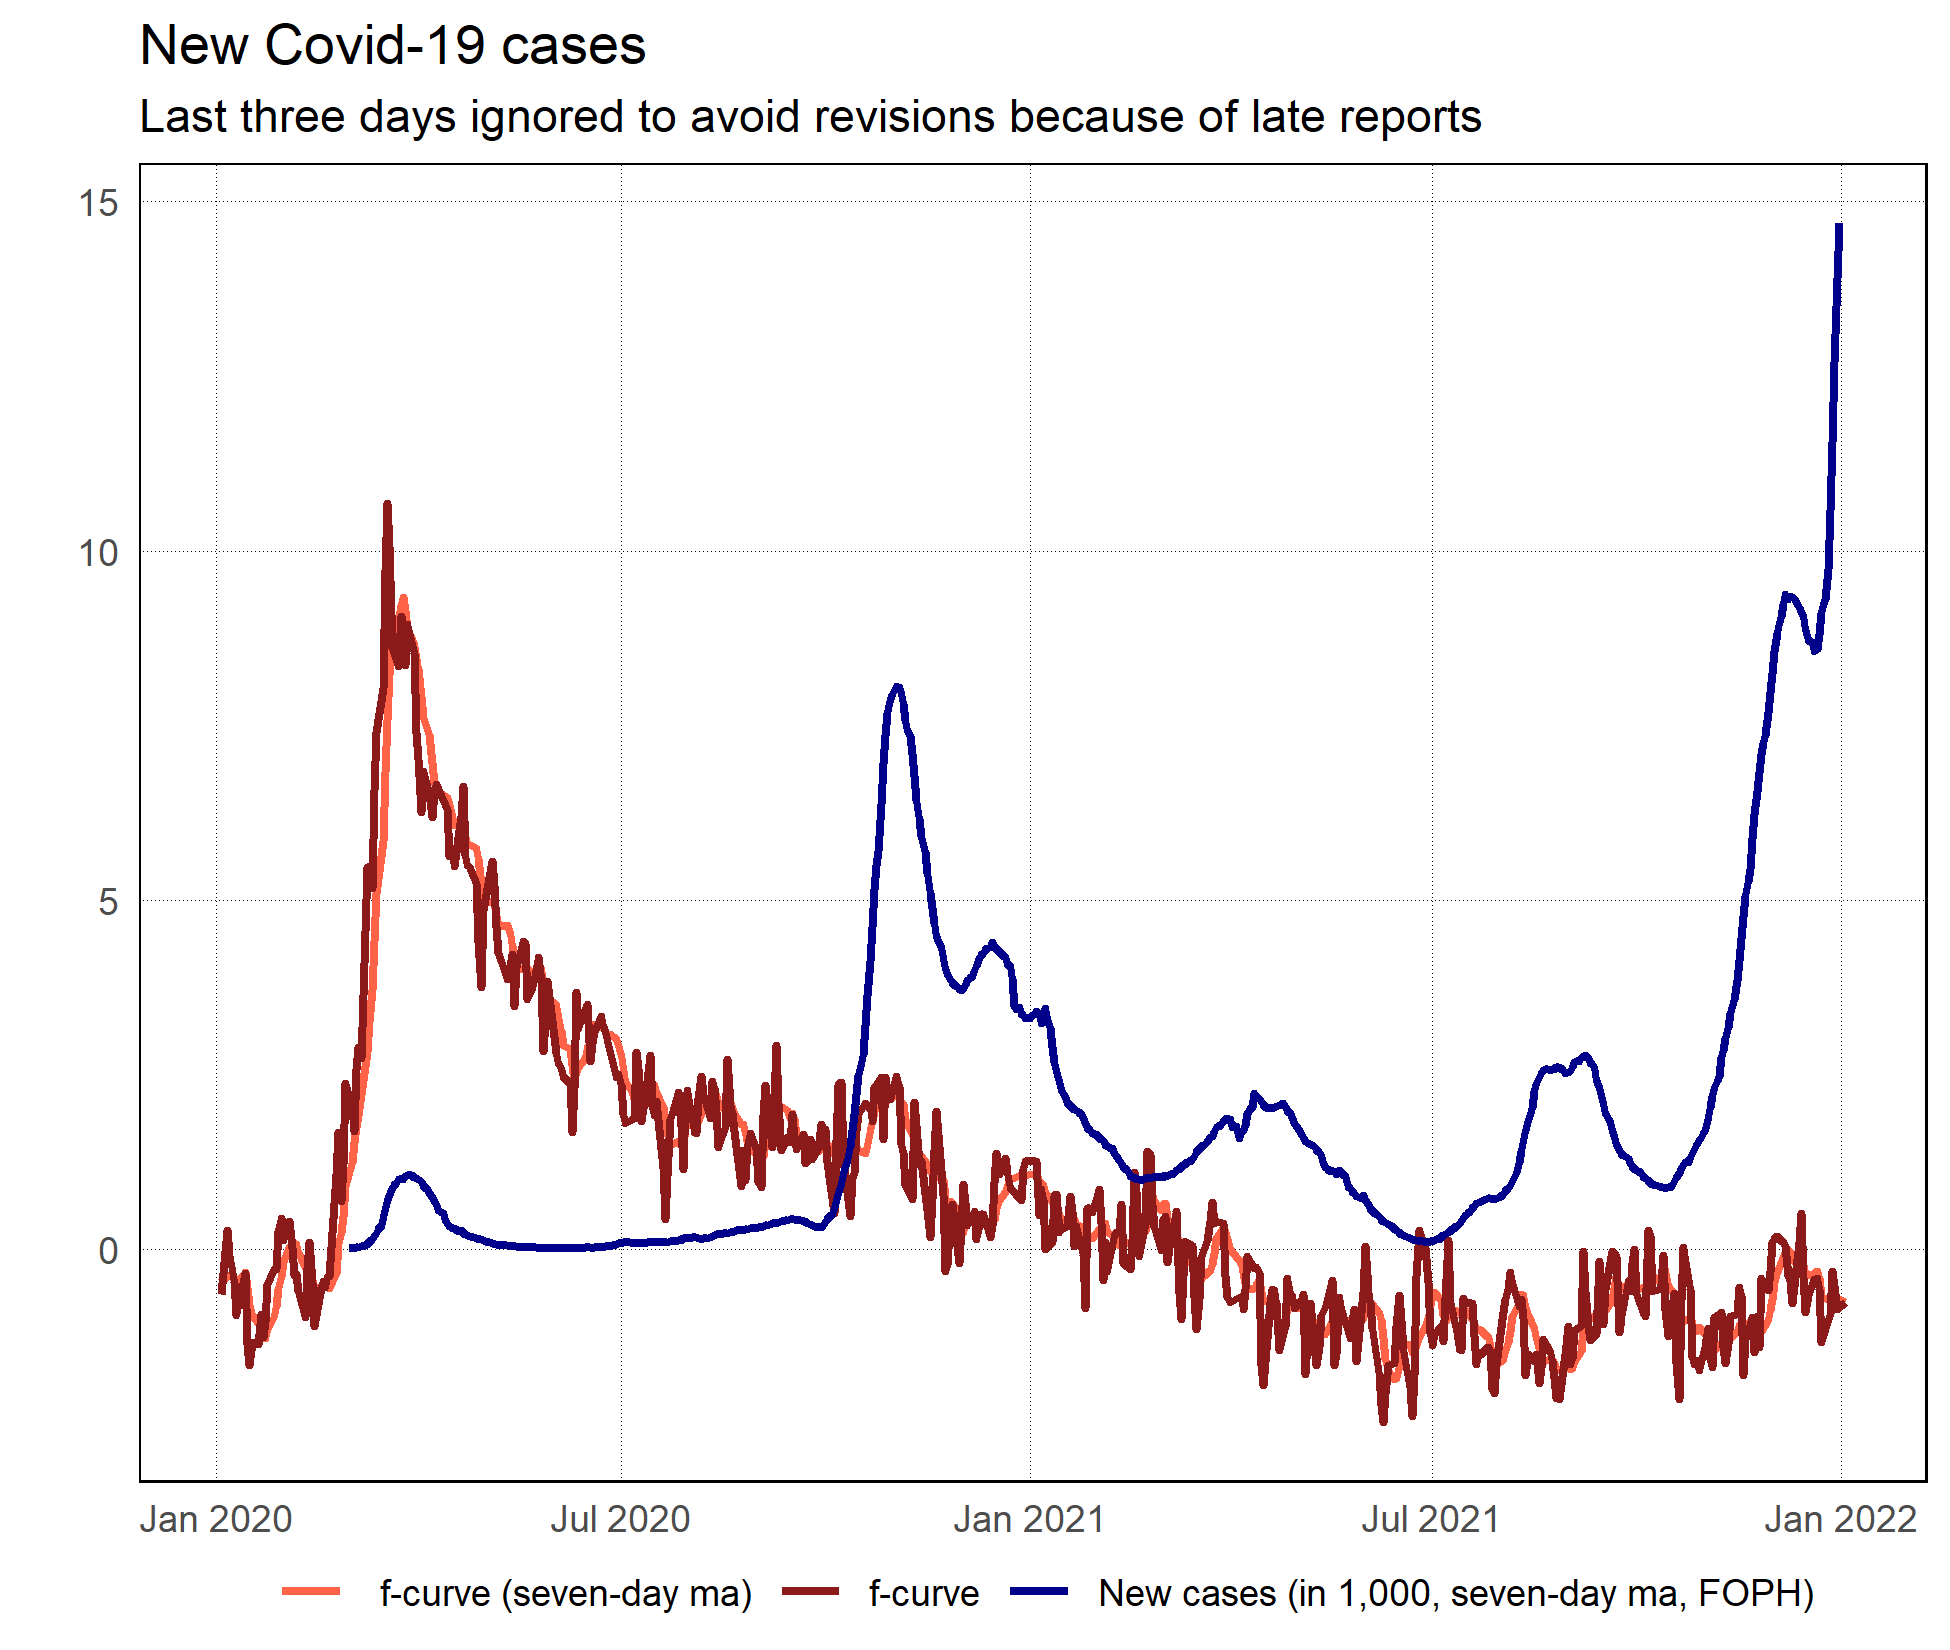 New Covid-19 cases
Last three days ignored to avoid revisions because of late reports
15
10
5
0
Jan 2020 Jul 2020 Jan 2021 Jul 2021 Jan 2022
f-curve (seven-day ma) f-curve New cases (in 1,000, seven-day ma, FOPH)